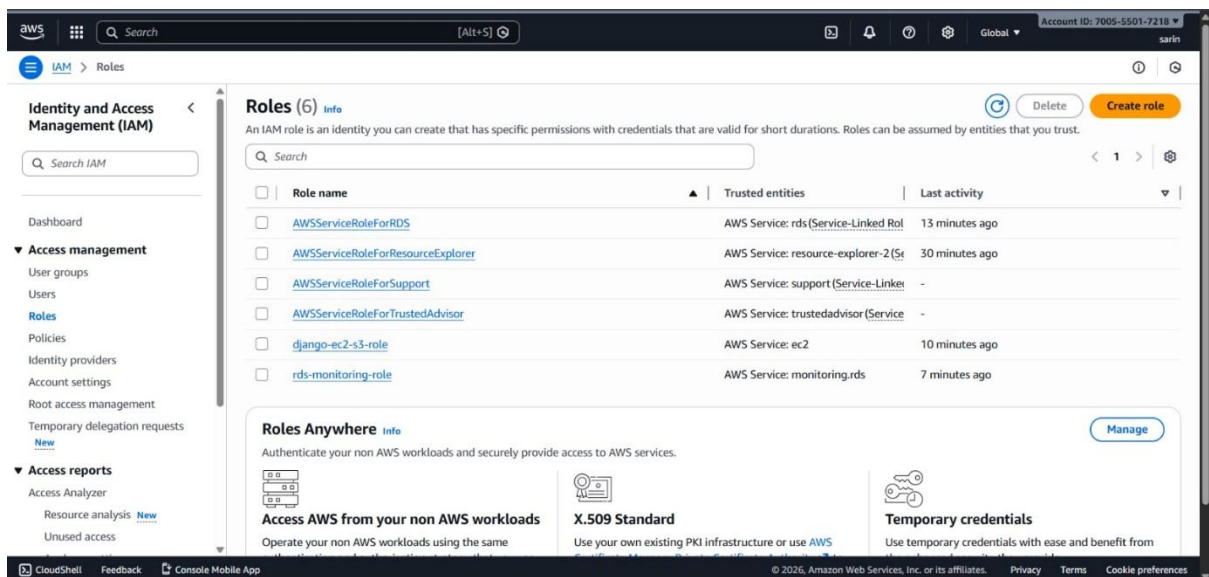 aws
Search [Alt+S]
Global
Account ID: 7005-5501-7218
sarin
IAM > Roles
Identity and Access
Management (IAM)
Search IAM
Dashboard
Access management
User groups
Users
Roles
Policies
Identity providers
Account settings
Root access management
Temporary delegation requests
New
Access reports
Access Analyzer
Resource analysis New
Unused access
Roles (6) Info
Delete
Create role
An IAM role is an identity you can create that has specific permissions with credentials that are valid for short durations. Roles can be assumed by entities that you trust.
Search
< 1 >
Role name Trusted entities Last activity
AWSServiceRoleForRDS AWS Service: rds (Service-Linked Rol 13 minutes ago
AWSServiceRoleForResourceExplorer AWS Service: resource-explorer-2 (Se 30 minutes ago
AWSServiceRoleForSupport AWS Service: support (Service-Linke -
AWSServiceRoleForTrustedAdvisor AWS Service: trustedadvisor (Service -
django-ec2-s3-role AWS Service: ec2 10 minutes ago
rds-monitoring-role AWS Service: monitoring.rds 7 minutes ago
Roles Anywhere Info
Manage
Authenticate your non AWS workloads and securely provide access to AWS services.
Access AWS from your non AWS workloads
Operate your non AWS workloads using the same
X.509 Standard
Use your own existing PKI infrastructure or use AWS
Temporary credentials
Use temporary credentials with ease and benefit from
CloudShell Feedback Console Mobile App © 2026, Amazon Web Services, Inc. or its affiliates. Privacy Terms Cookie preferences